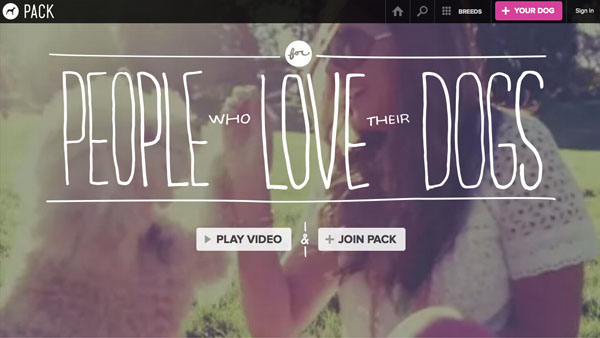 PACK
BREEDS
+ YOUR DOG
Sign in
for
PEOPLE WHO LOVE THEIR DOGS
PLAY VIDEO & + JOIN PACK